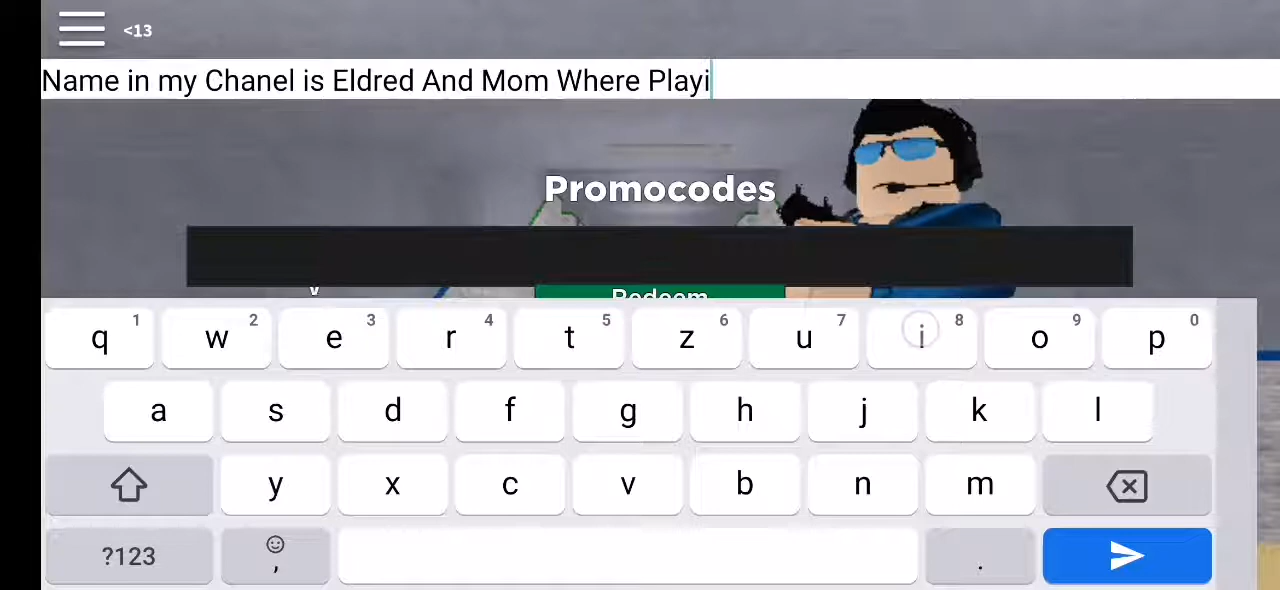 <13
Name in my Chanel is Eldred And Mom Where Playi
Promocodes
Redeem
q 1 w 2 e 3 r 4 t 5 z 6 u 7 i 8 o 9 p 0
a s d f g h j k l
y x c v b n m
?123 , .